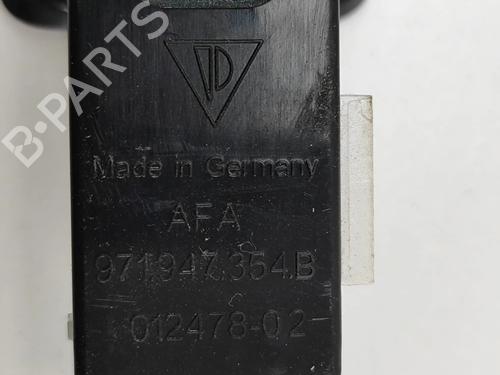 B-PARTS
Made in Germany
AFA
971947354B
012478-02